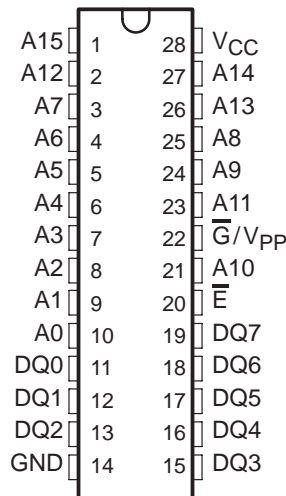 A15 1 28 VCC
A12 2 27 A14
A7 3 26 A13
A6 4 25 A8
A5 5 24 A9
A4 6 23 A11
A3 7 22 G̅/VPP
A2 8 21 A10
A1 9 20 E̅
A0 10 19 DQ7
DQ0 11 18 DQ6
DQ1 12 17 DQ5
DQ2 13 16 DQ4
GND 14 15 DQ3